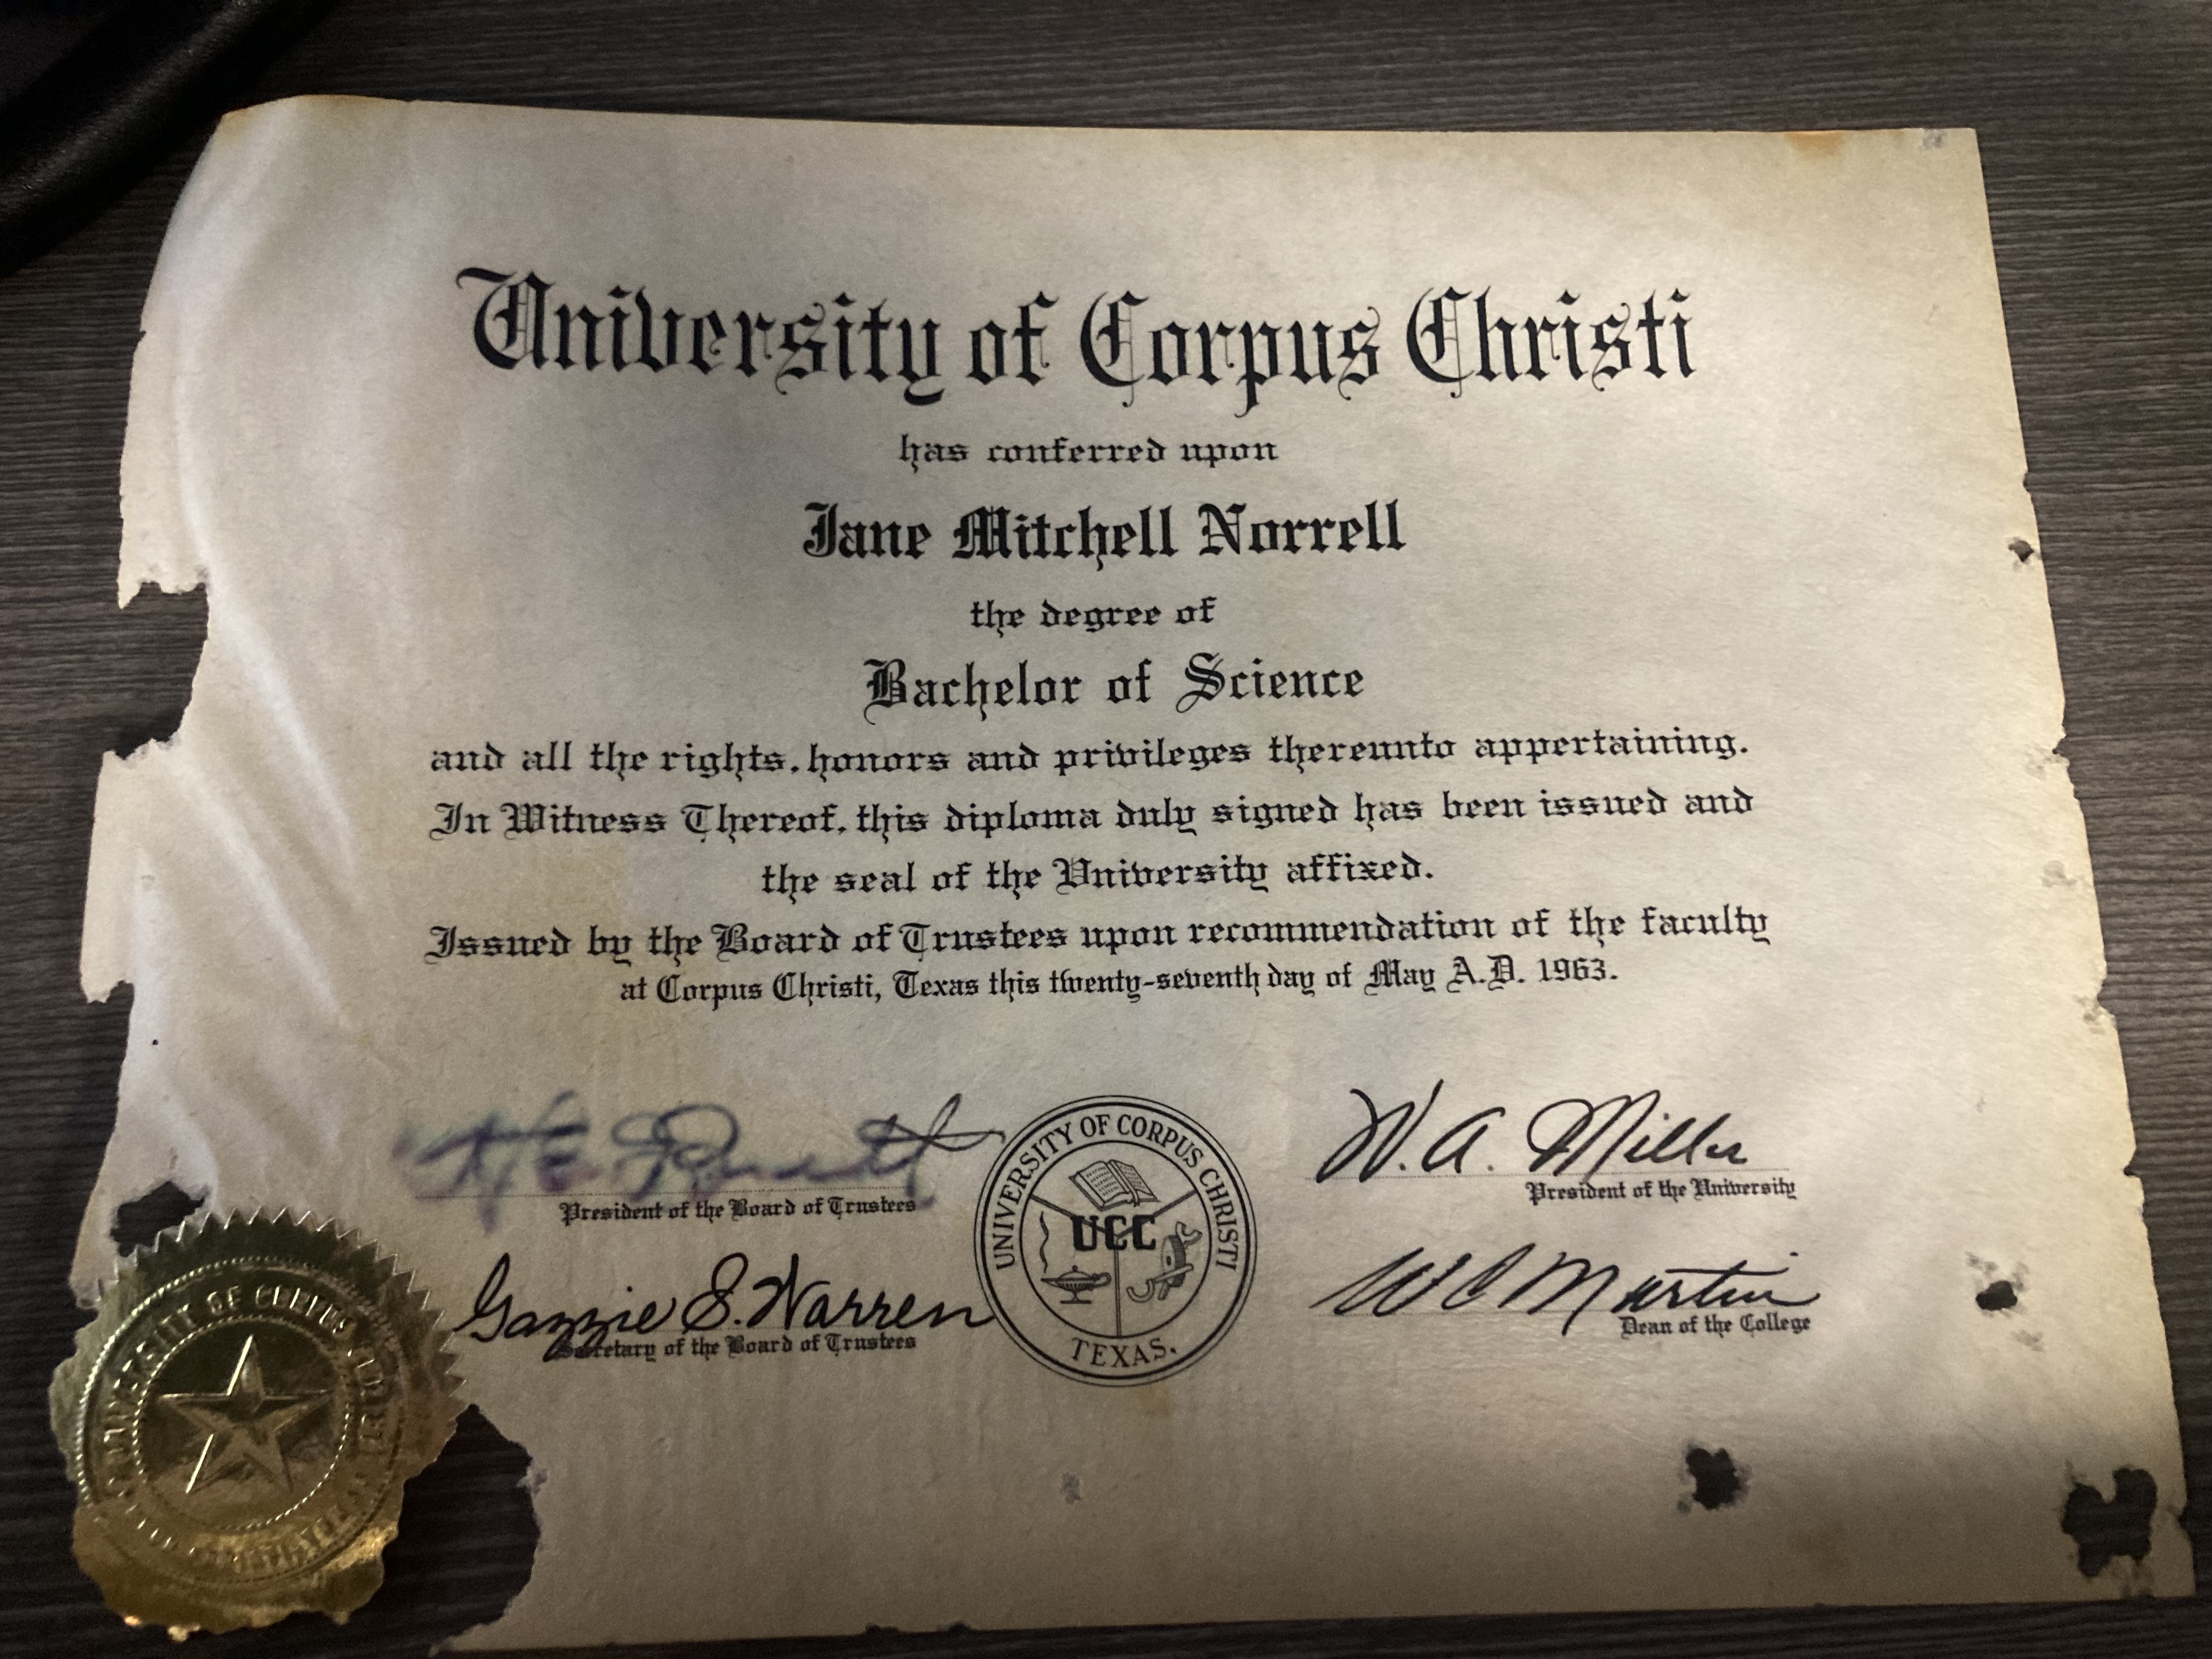 University of Corpus Christi
has conferred upon
Jane Mitchell Norrell
the degree of
Bachelor of Science
and all the rights, honors and privileges thereunto appertaining.
In Witness Thereof, this diploma duly signed has been issued and
the seal of the University affixed.
Issued by the Board of Trustees upon recommendation of the faculty
at Corpus Christi, Texas this twenty-seventh day of May A.D. 1963.
President of the Board of Trustees
W. A. Miller
President of the University
UNIVERSITY OF CORPUS CHRISTI
UCC
TEXAS.
E. Warren
Secretary of the Board of Trustees
W C Martin
Dean of the College
UNIVERSITY OF CORPUS